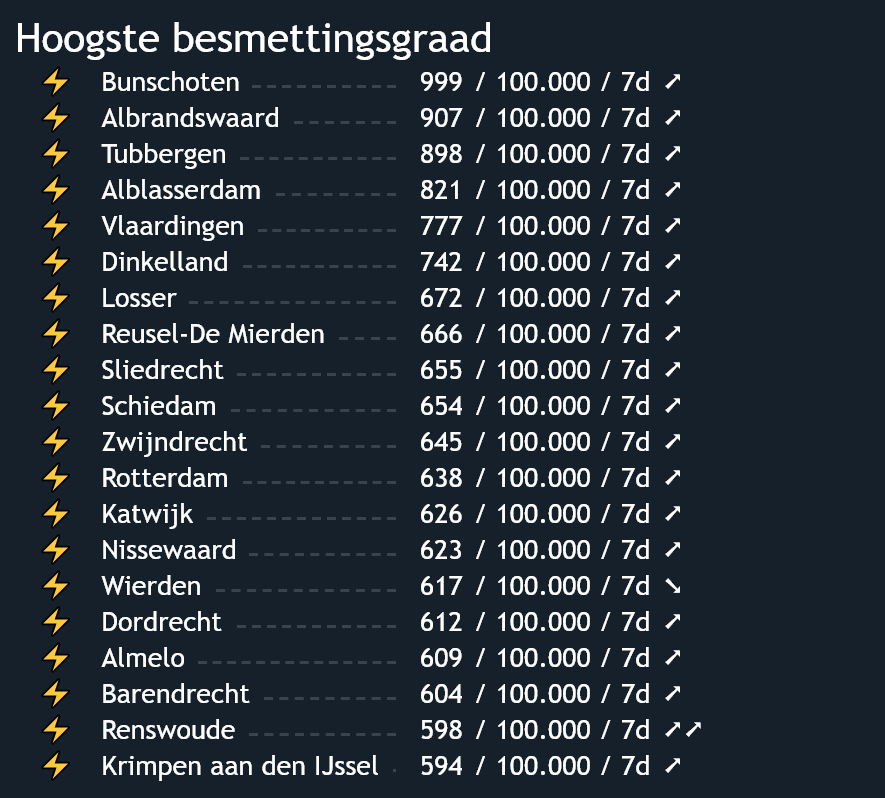 Hoogste besmettingsgraad
⚡ Bunschoten ---------- 999 / 100.000 / 7d ↗
⚡ Albrandswaard ------- 907 / 100.000 / 7d ↗
⚡ Tubbergen ----------- 898 / 100.000 / 7d ↗
⚡ Alblasserdam -------- 821 / 100.000 / 7d ↗
⚡ Vlaardingen ---------- 777 / 100.000 / 7d ↗
⚡ Dinkelland ----------- 742 / 100.000 / 7d ↗
⚡ Losser -------------- 672 / 100.000 / 7d ↗
⚡ Reusel-De Mierden ---- 666 / 100.000 / 7d ↗
⚡ Sliedrecht ----------- 655 / 100.000 / 7d ↗
⚡ Schiedam ----------- 654 / 100.000 / 7d ↗
⚡ Zwijndrecht ---------- 645 / 100.000 / 7d ↗
⚡ Rotterdam ----------- 638 / 100.000 / 7d ↗
⚡ Katwijk ------------- 626 / 100.000 / 7d ↗
⚡ Nissewaard ---------- 623 / 100.000 / 7d ↗
⚡ Wierden ------------ 617 / 100.000 / 7d ↘
⚡ Dordrecht ----------- 612 / 100.000 / 7d ↗
⚡ Almelo -------------- 609 / 100.000 / 7d ↗
⚡ Barendrecht --------- 604 / 100.000 / 7d ↗
⚡ Renswoude ---------- 598 / 100.000 / 7d ↗↗
⚡ Krimpen aan den IJssel - 594 / 100.000 / 7d ↗